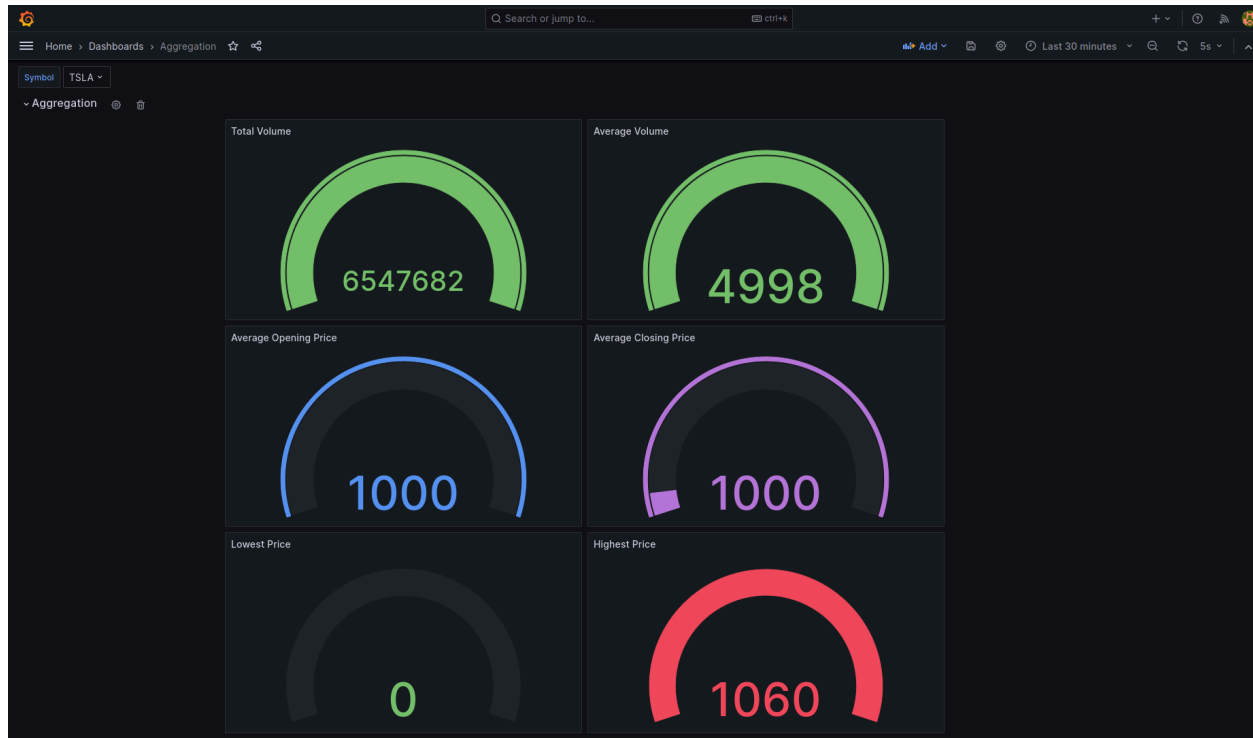 Search or jump to... ctrl+k
Home › Dashboards › Aggregation Add Last 30 minutes 5s
Symbol TSLA
Aggregation
Total Volume Average Volume
6547682 4998
Average Opening Price Average Closing Price
1000 1000
Lowest Price Highest Price
0 1060